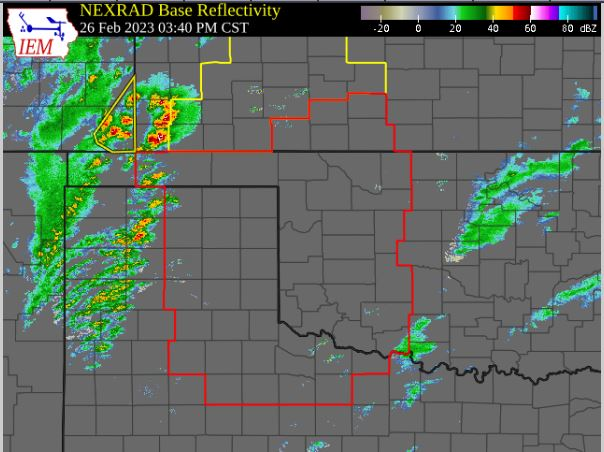 NEXRAD Base Reflectivity
26 Feb 2023 03:40 PM CST
IEM
-20 0 20 40 60 80 dBZ